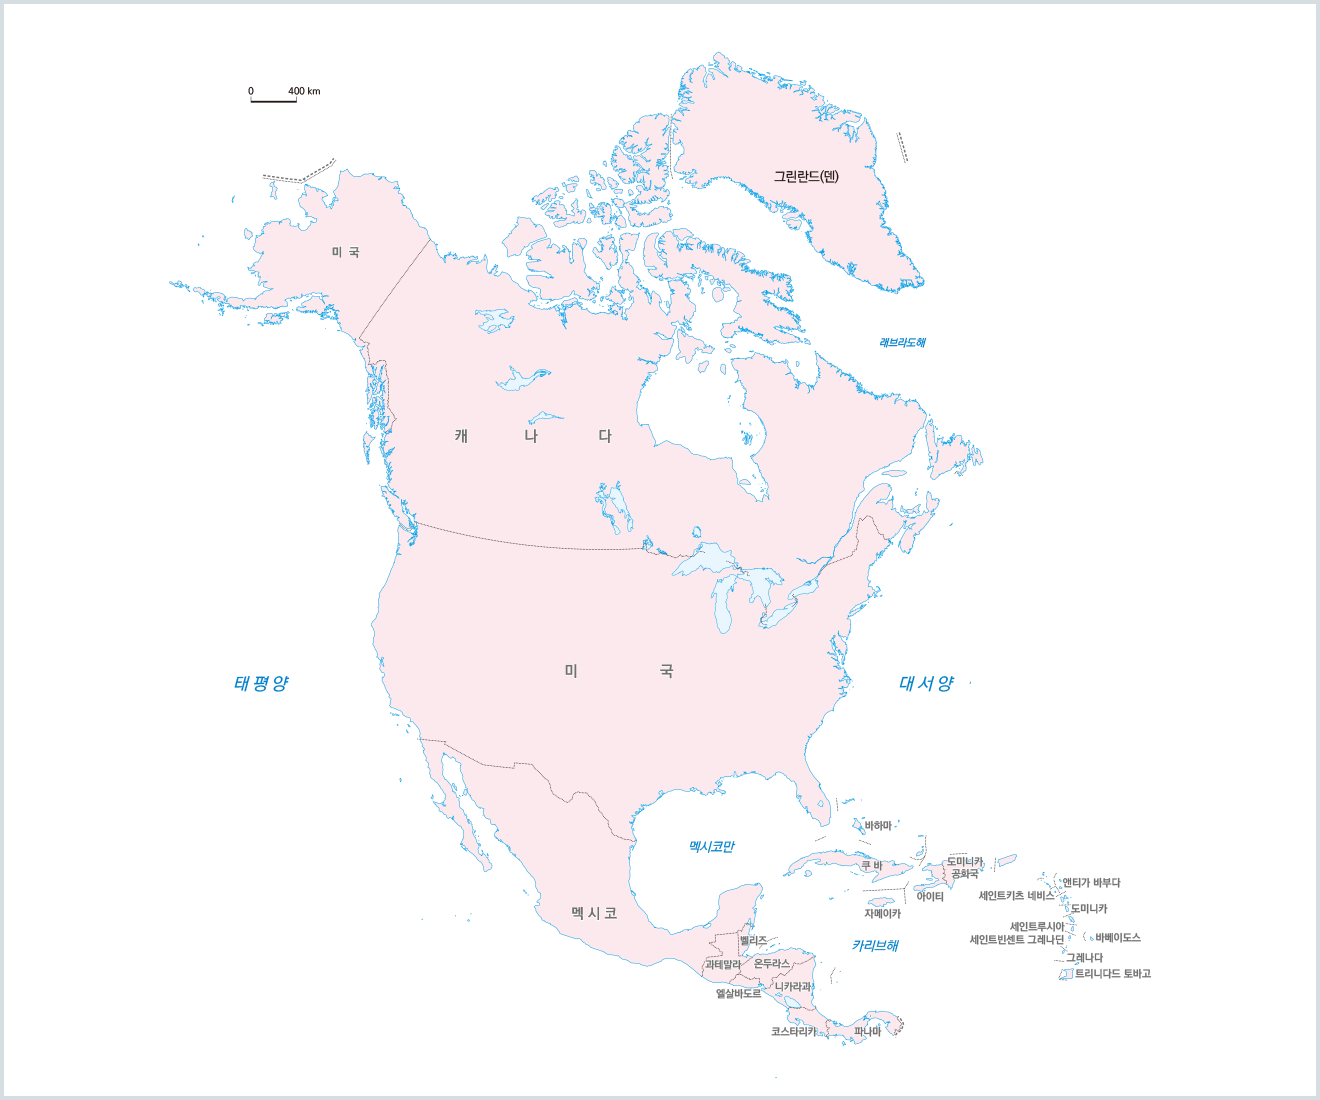 0 400 km
그린란드(덴)
미 국
래브라도해
캐 나 다
미 국
태 평 양
대 서 양
바하마
멕시코만
쿠 바
도미니카
공화국
앤티가 바부다
세인트키츠 네비스
아이티
도미니카
자메이카
멕 시 코
세인트루시아
세인트빈센트 그레나딘
바베이도스
벨리즈
카리브해
그레나다
과테말라
온두라스
트리니다드 토바고
니카라과
엘살바도르
코스타리카
파나마